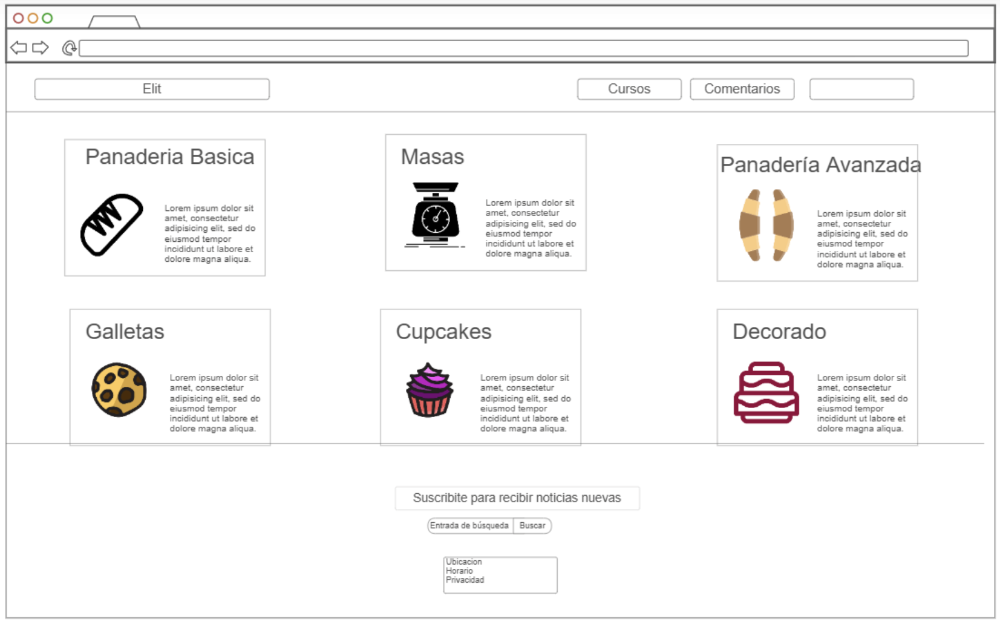 Elit
Cursos
Comentarios
Panaderia Basica
Lorem ipsum dolor sit
amet, consectetur
adipisicing elit, sed do
eiusmod tempor
incididunt ut labore et
dolore magna aliqua.
Masas
Lorem ipsum dolor sit
amet, consectetur
adipisicing elit, sed do
eiusmod tempor
incididunt ut labore et
dolore magna aliqua.
Panadería Avanzada
Lorem ipsum dolor sit
amet, consectetur
adipisicing elit, sed do
eiusmod tempor
incididunt ut labore et
dolore magna aliqua.
Galletas
Lorem ipsum dolor sit
amet, consectetur
adipisicing elit, sed do
eiusmod tempor
incididunt ut labore et
dolore magna aliqua.
Cupcakes
Lorem ipsum dolor sit
amet, consectetur
adipisicing elit, sed do
eiusmod tempor
incididunt ut labore et
dolore magna aliqua.
Decorado
Lorem ipsum dolor sit
amet, consectetur
adipisicing elit, sed do
eiusmod tempor
incididunt ut labore et
dolore magna aliqua.
Suscribite para recibir noticias nuevas
Entrada de búsqueda
Buscar
Ubicacion
Horario
Privacidad